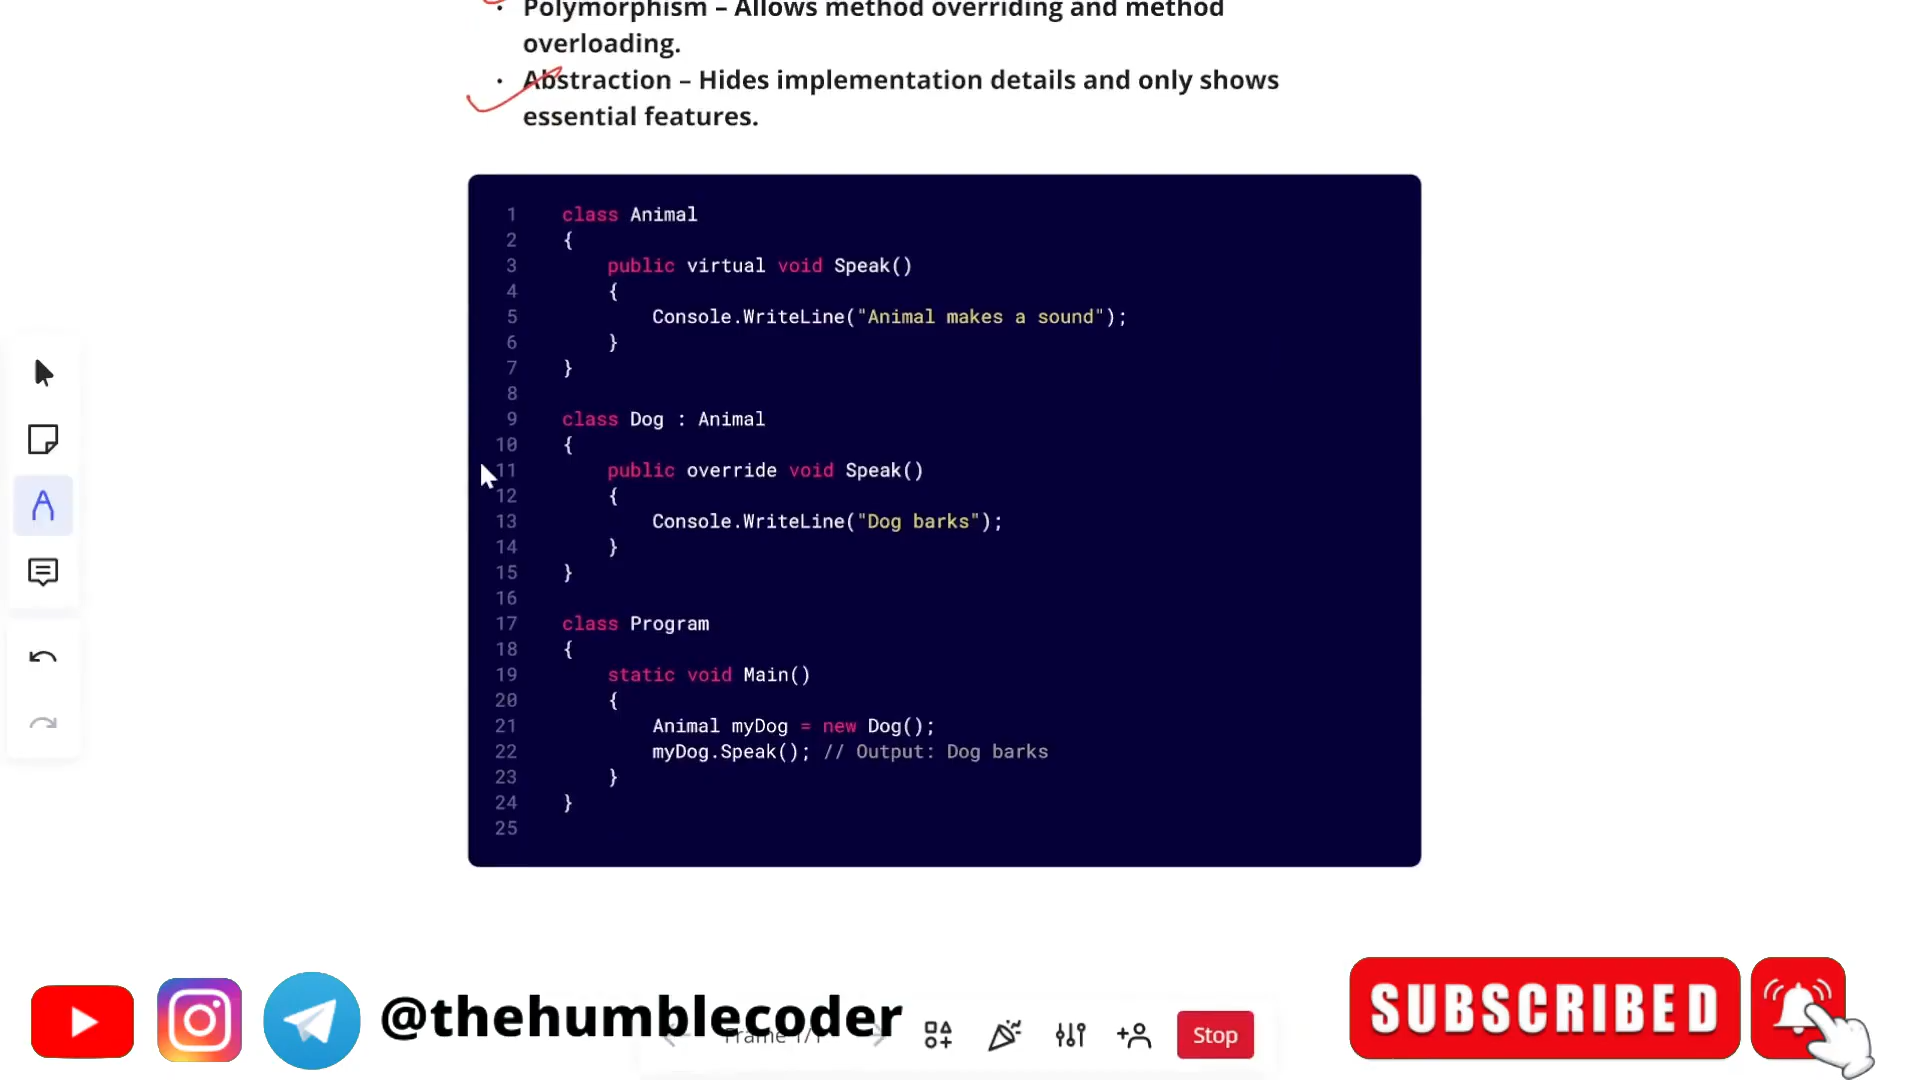 · Polymorphism – Allows method overriding and method
overloading.
· Abstraction – Hides implementation details and only shows
essential features.
1 class Animal
2 {
3 public virtual void Speak()
4 {
5 Console.WriteLine("Animal makes a sound");
6 }
7 }
8
9 class Dog : Animal
10 {
11 public override void Speak()
12 {
13 Console.WriteLine("Dog barks");
14 }
15 }
16
17 class Program
18 {
19 static void Main()
20 {
21 Animal myDog = new Dog();
22 myDog.Speak(); // Output: Dog barks
23 }
24 }
25
@thehumblecoder
Frame 1/1
Stop
SUBSCRIBED